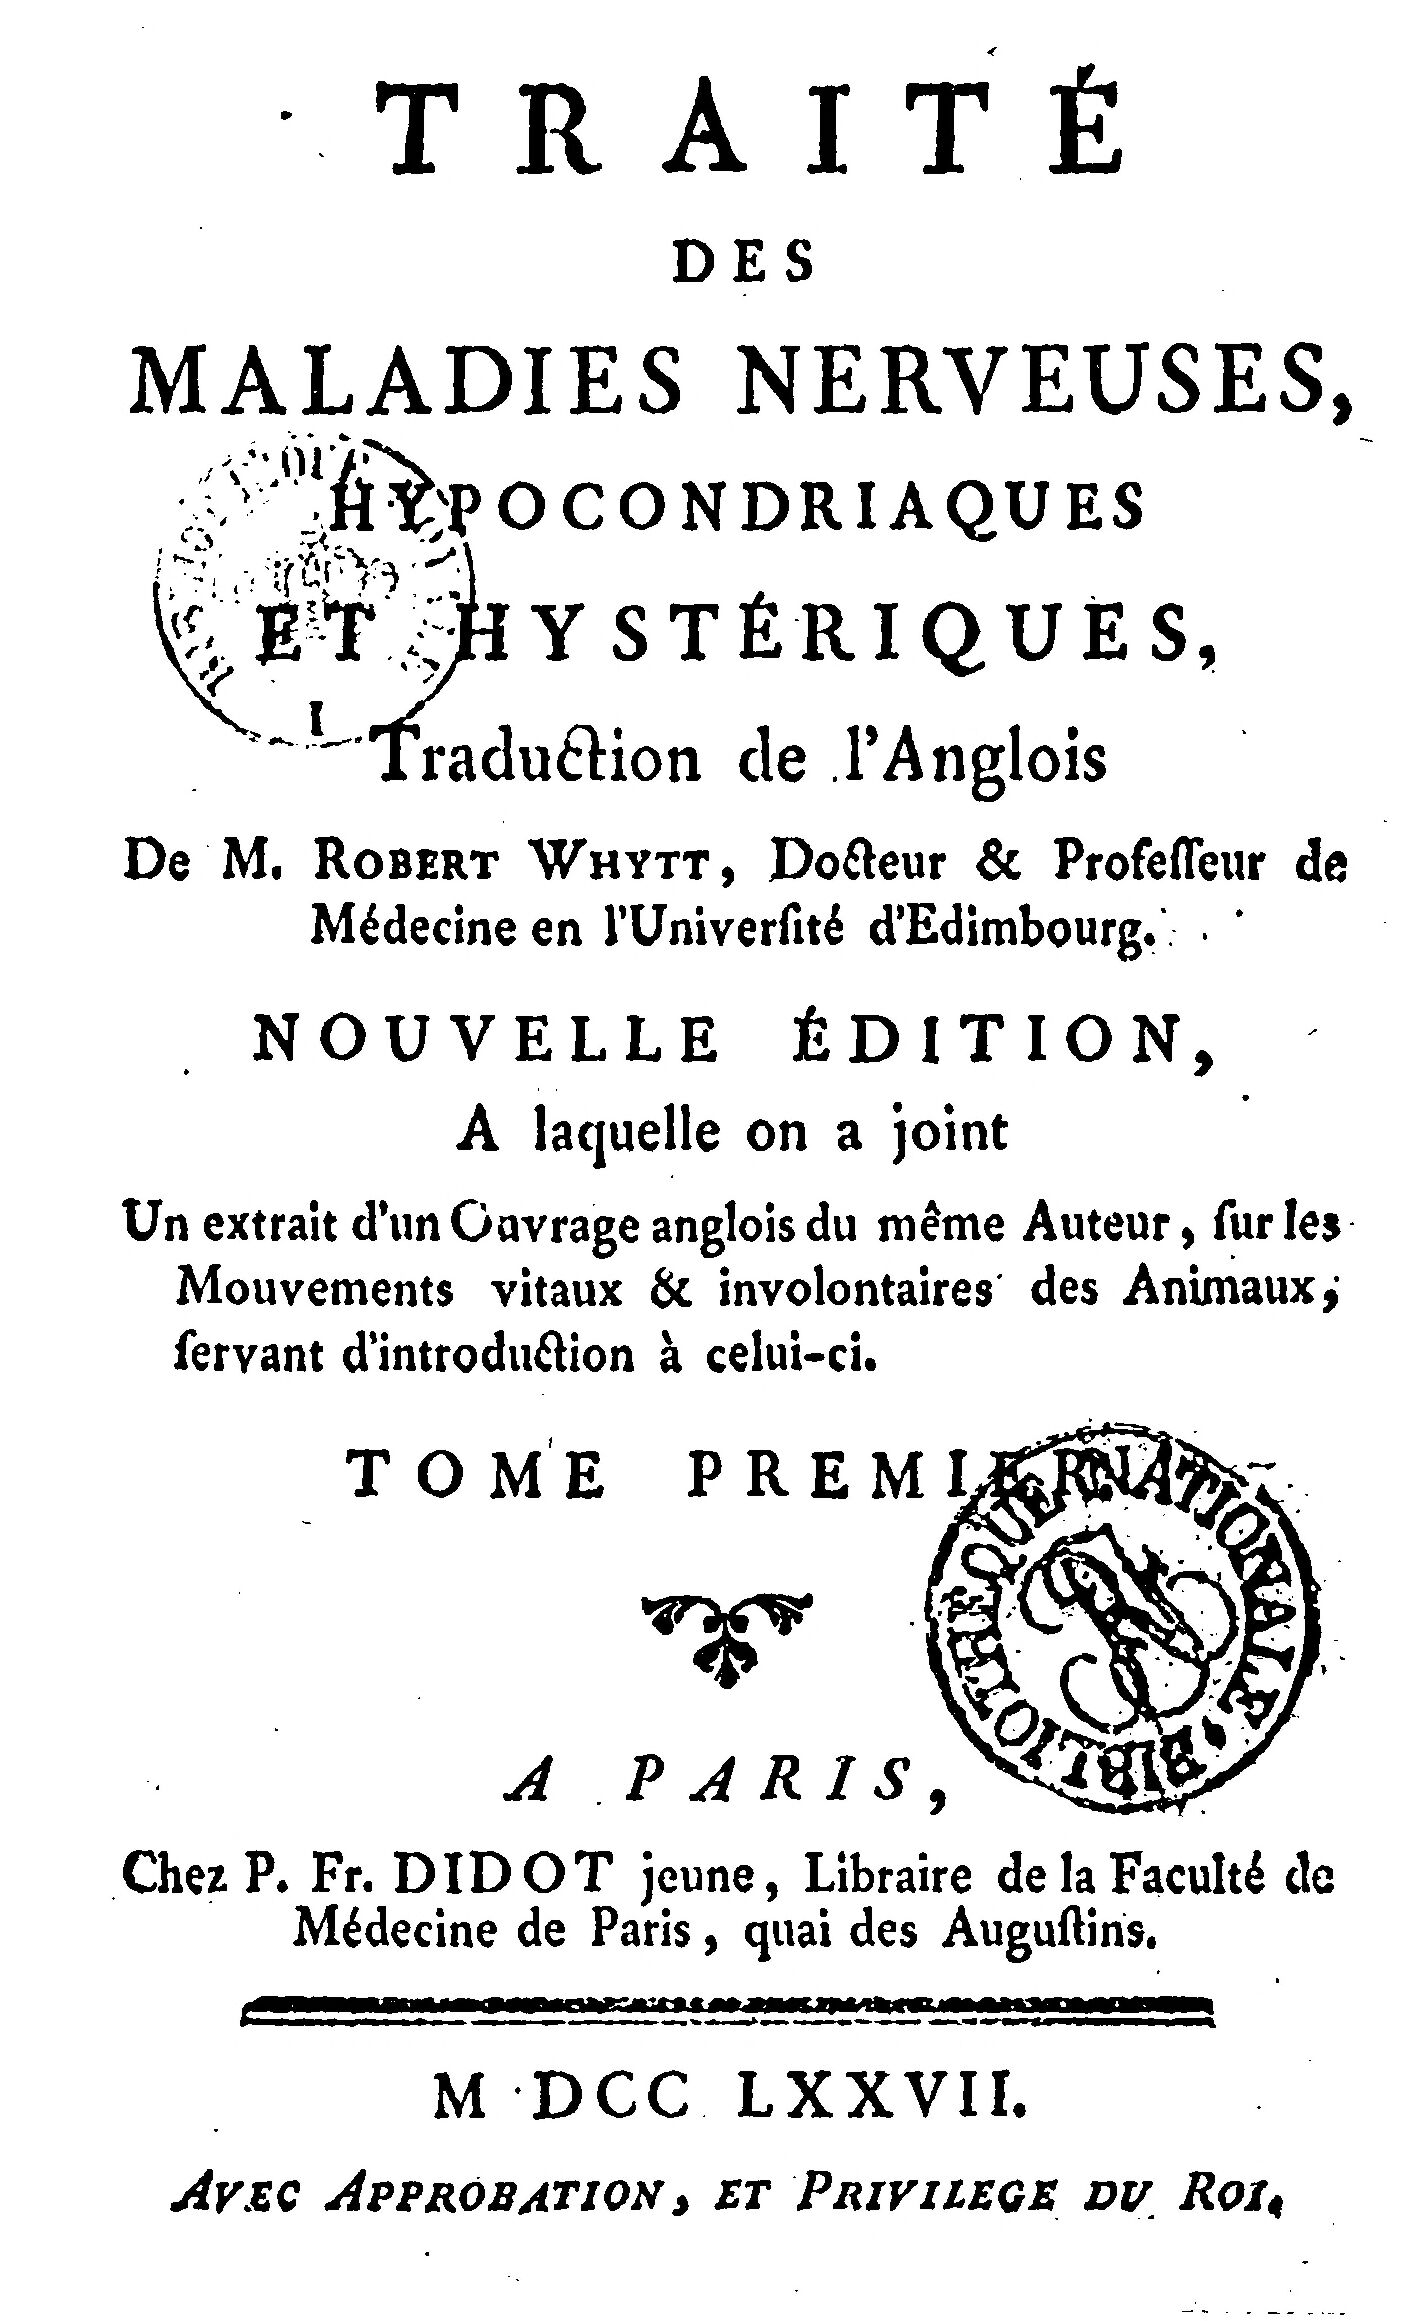 TRAITÉ
DES
MALADIES NERVEUSES,
HYPOCONDRIAQUES
ET HYSTÉRIQUES,
I
Traduction de l'Anglois
De M. ROBERT WHYTT, Docteur & Profeſſeur de
Médecine en l'Univerſité d'Edimbourg.
NOUVELLE ÉDITION,
A laquelle on a joint
Un extrait d'un Ouvrage anglois du même Auteur, ſur les
Mouvements vitaux & involontaires des Animaux,
ſervant d'introduction à celui-ci.
TOME PREMIER.
BIBLIOTHEQUE NATIONALE.
A PARIS,
Chez P. Fr. DIDOT jeune, Libraire de la Faculté de
Médecine de Paris, quai des Auguſtins.
M DCC LXXVII.
AVEC APPROBATION, ET PRIVILEGE DU ROI.